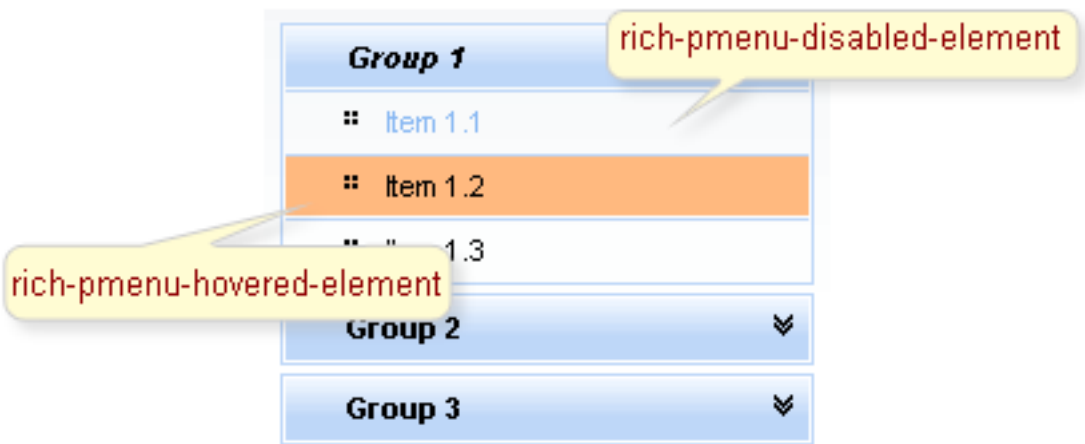 rich-pmenu-disabled-element
Group 1
Item 1.1
Item 1.2
1.3
rich-pmenu-hovered-element
Group 2
Group 3